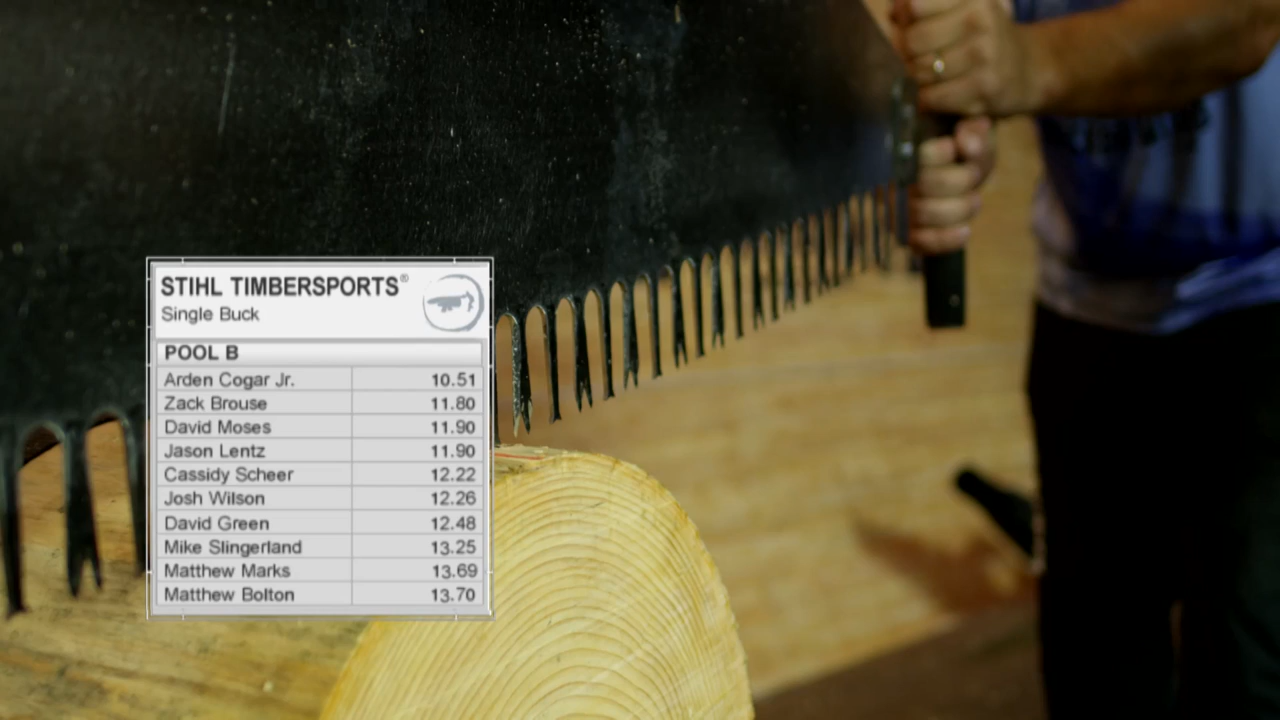 STIHL TIMBERSPORTS®
Single Buck
POOL B
Arden Cogar Jr. 10.51
Zack Brouse 11.80
David Moses 11.90
Jason Lentz 11.90
Cassidy Scheer 12.22
Josh Wilson 12.26
David Green 12.48
Mike Slingerland 13.25
Matthew Marks 13.69
Matthew Bolton 13.70